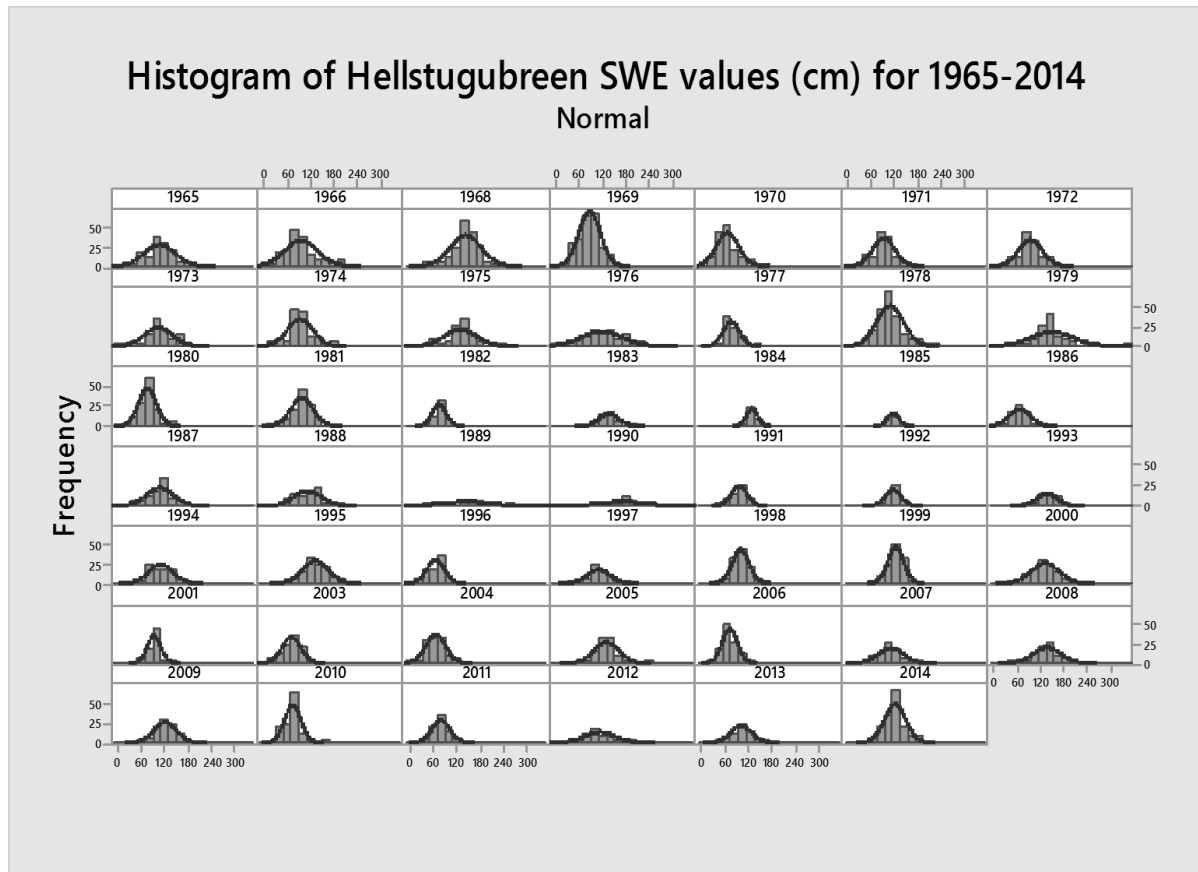 Histogram of Hellstugubreen SWE values (cm) for 1965-2014
Normal
0 60 120 180 240 300 0 60 120 180 240 300 0 60 120 180 240 300
1965 1966 1968 1969 1970 1971 1972
50
25
0
1973 1974 1975 1976 1977 1978 1979
50
25
0
1980 1981 1982 1983 1984 1985 1986
50
25
0
1987 1988 1989 1990 1991 1992 1993
50
25
0
1994 1995 1996 1997 1998 1999 2000
50
25
0
2001 2003 2004 2005 2006 2007 2008
50
25
0
0 60 120 180 240 300
2009 2010 2011 2012 2013 2014
50
25
0
0 60 120 180 240 300 0 60 120 180 240 300 0 60 120 180 240 300
Frequency